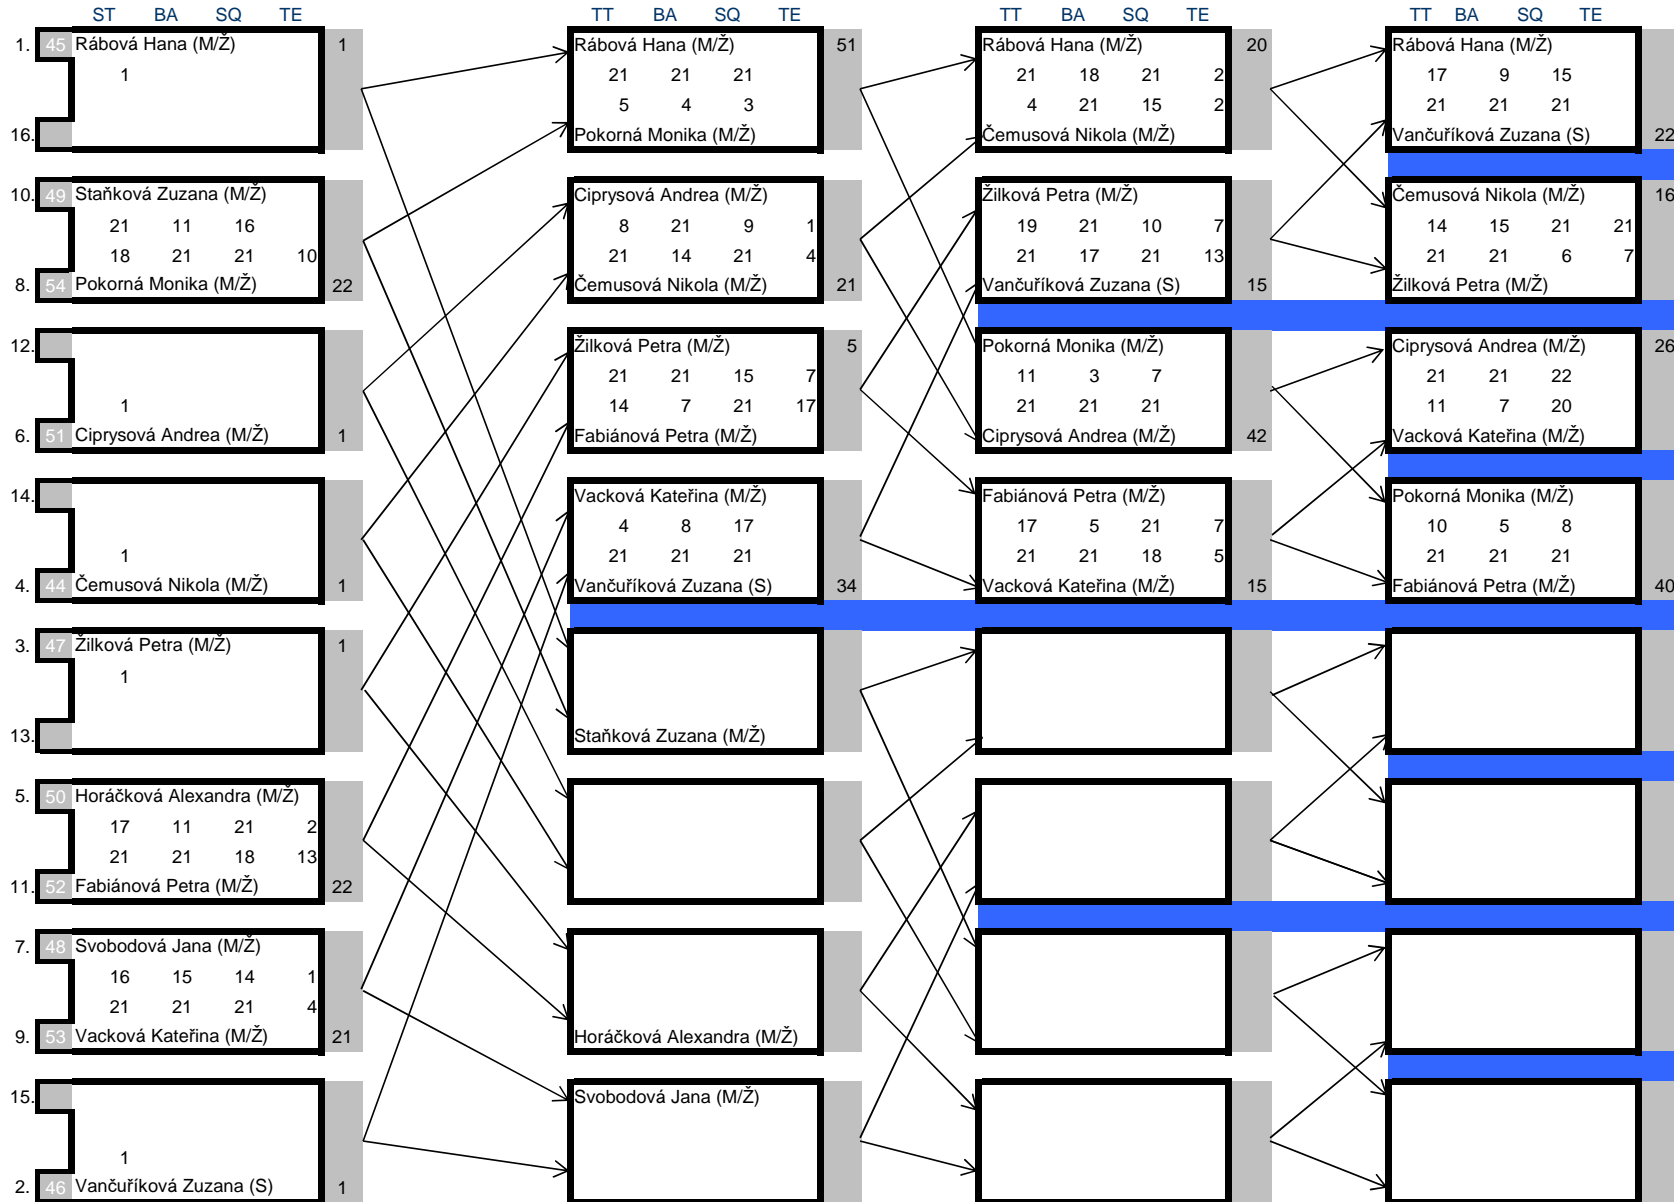 ST BA SQ TE
1. 45 Rábová Hana (M/Ž) 1
1
16.
10. 49 Staňková Zuzana (M/Ž)
21 11 16
18 21 21 10
8. 54 Pokorná Monika (M/Ž) 22
12.
1
6. 51 Ciprysová Andrea (M/Ž) 1
14.
1
4. 44 Čemusová Nikola (M/Ž) 1
3. 47 Žilková Petra (M/Ž) 1
1
13.
5. 50 Horáčková Alexandra (M/Ž)
17 11 21 2
21 21 18 13
11. 52 Fabiánová Petra (M/Ž) 22
7. 48 Svobodová Jana (M/Ž)
16 15 14 1
21 21 21 4
9. 53 Vacková Kateřina (M/Ž) 21
15.
1
2. 46 Vančuříková Zuzana (S) 1
TT BA SQ TE
Rábová Hana (M/Ž) 51
21 21 21
5 4 3
Pokorná Monika (M/Ž)
Ciprysová Andrea (M/Ž)
8 21 9 1
21 14 21 4
Čemusová Nikola (M/Ž) 21
Žilková Petra (M/Ž) 5
21 21 15 7
14 7 21 17
Fabiánová Petra (M/Ž)
Vacková Kateřina (M/Ž)
4 8 17
21 21 21
Vančuříková Zuzana (S) 34
Staňková Zuzana (M/Ž)
Horáčková Alexandra (M/Ž)
Svobodová Jana (M/Ž)
TT BA SQ TE
Rábová Hana (M/Ž) 20
21 18 21 2
4 21 15 2
Čemusová Nikola (M/Ž)
Žilková Petra (M/Ž)
19 21 10 7
21 17 21 13
Vančuříková Zuzana (S) 15
Pokorná Monika (M/Ž)
11 3 7
21 21 21
Ciprysová Andrea (M/Ž) 42
Fabiánová Petra (M/Ž)
17 5 21 7
21 21 18 5
Vacková Kateřina (M/Ž) 15
TT BA SQ TE
Rábová Hana (M/Ž)
17 9 15
21 21 21
Vančuříková Zuzana (S) 22
Čemusová Nikola (M/Ž) 16
14 15 21 21
21 21 6 7
Žilková Petra (M/Ž)
Ciprysová Andrea (M/Ž) 26
21 21 22
11 7 20
Vacková Kateřina (M/Ž)
Pokorná Monika (M/Ž)
10 5 8
21 21 21
Fabiánová Petra (M/Ž) 40